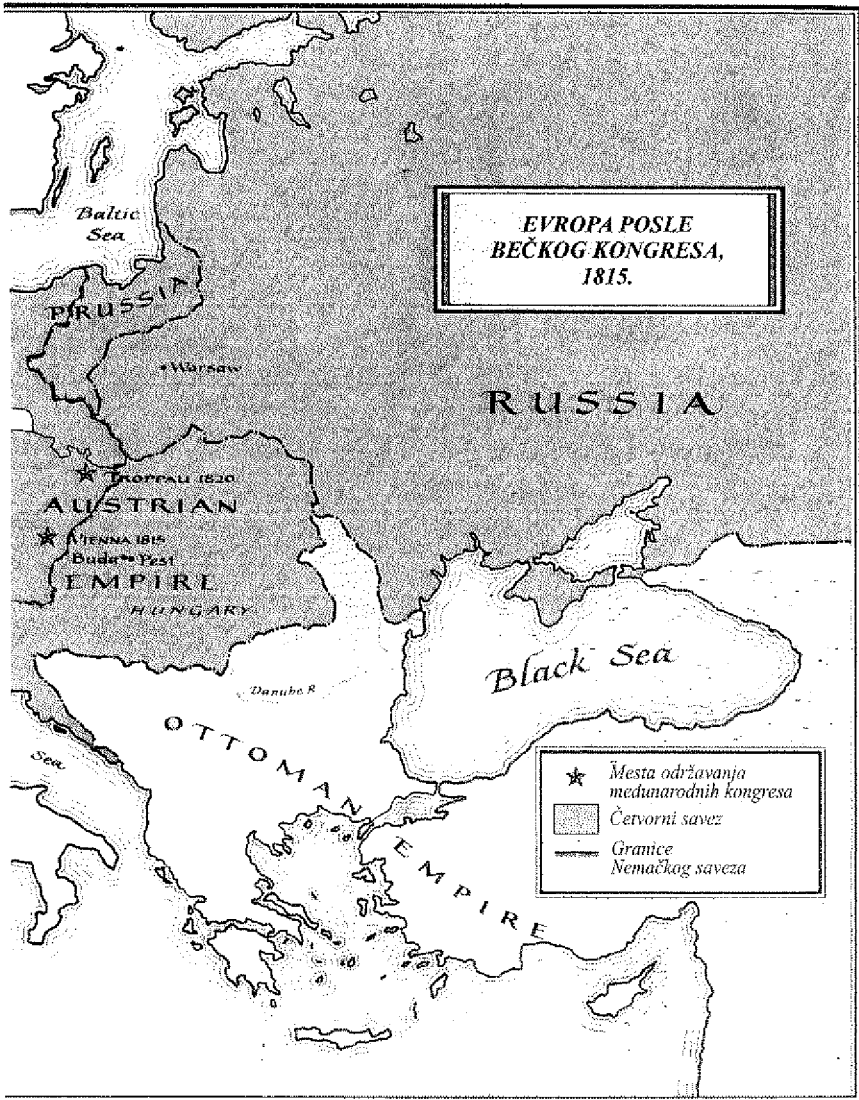 Baltic
Sea
EVROPA POSLE
BEČKOG KONGRESA,
1815.
PRUSSIA
Warsaw
RUSSIA
TROPPAU 1820
AUSTRIAN
VIENNA 1815
Buda Pest
EMPIRE
HUNGARY
Black Sea
Danube R
OTTOMAN EMPIRE
Sea
Mesta održavanja
međunarodnih kongresa
Četvorni savez
Granice
Nemačkog saveza